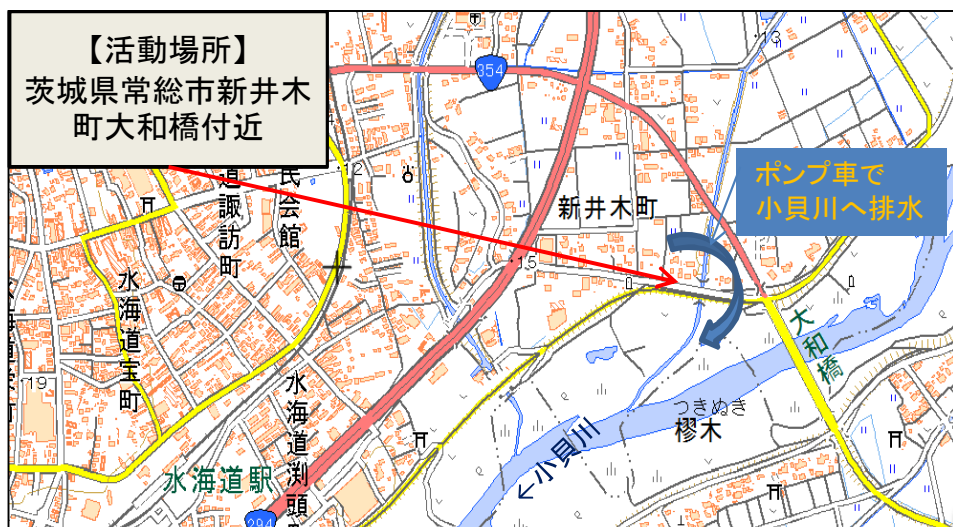 【活動場所】
茨城県常総市新井木
町大和橋付近
ポンプ車で
小貝川へ排水
354
13
12
新井木町
15
道諏訪町
民会館
水海道宝町
水海道渕頭
19
大和橋
つきぬき
樛木
←小貝川
水海道駅
294